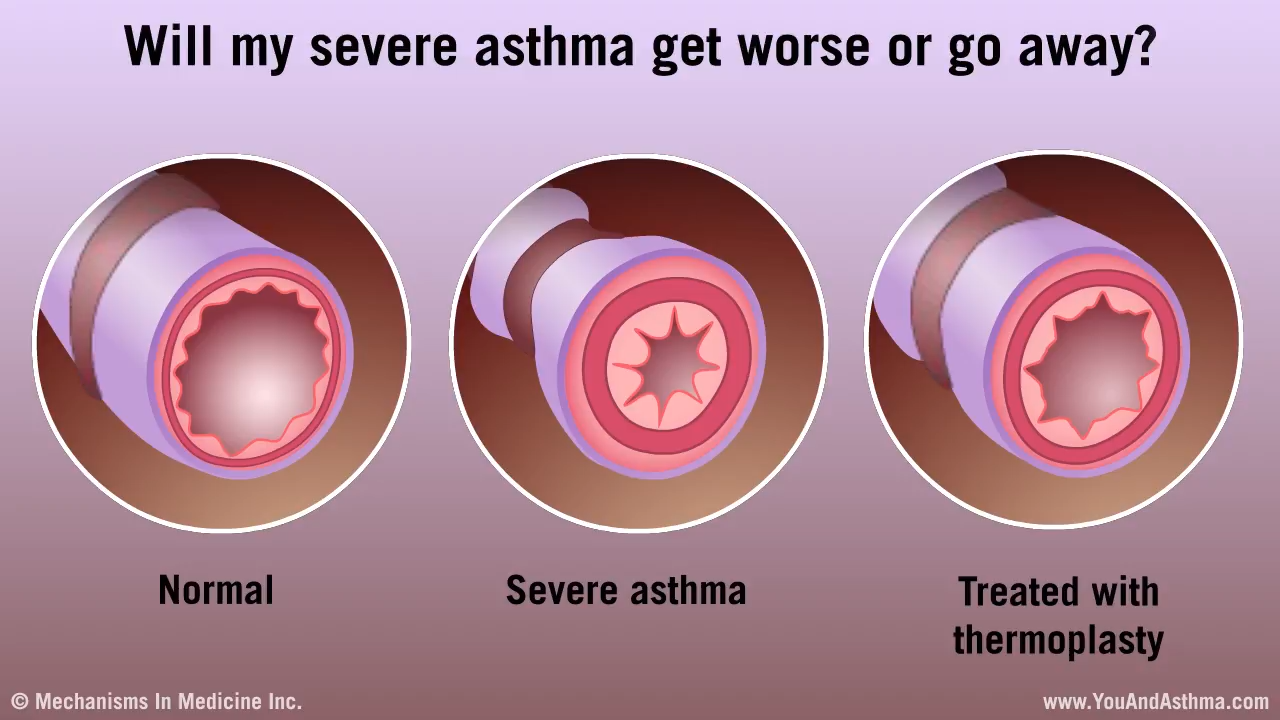 Will my severe asthma get worse or go away?
Normal
Severe asthma
Treated with
thermoplasty
© Mechanisms In Medicine Inc.
www.YouAndAsthma.com